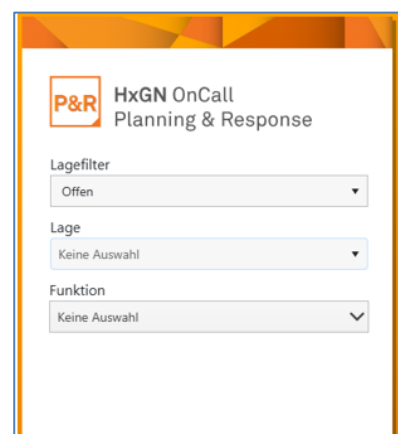 P&R
HxGN OnCall
Planning & Response
Lagefilter
Offen
Lage
Keine Auswahl
Funktion
Keine Auswahl